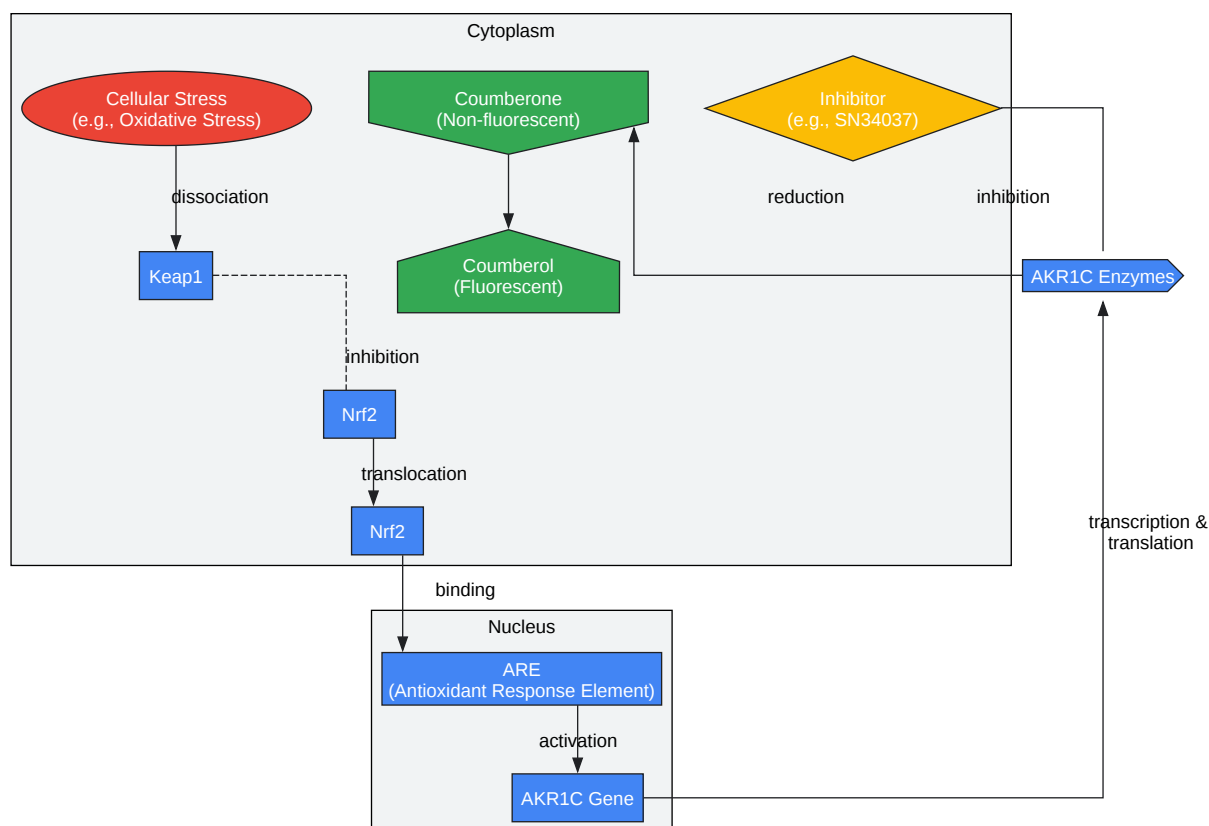 Cytoplasm
Cellular Stress
(e.g., Oxidative Stress)
Coumberone
(Non-fluorescent)
Inhibitor
(e.g., SN34037)
dissociation
reduction
inhibition
Keap1
Coumberol
(Fluorescent)
AKR1C Enzymes
inhibition
Nrf2
translocation
Nrf2
transcription &
translation
binding
Nucleus
ARE
(Antioxidant Response Element)
activation
AKR1C Gene